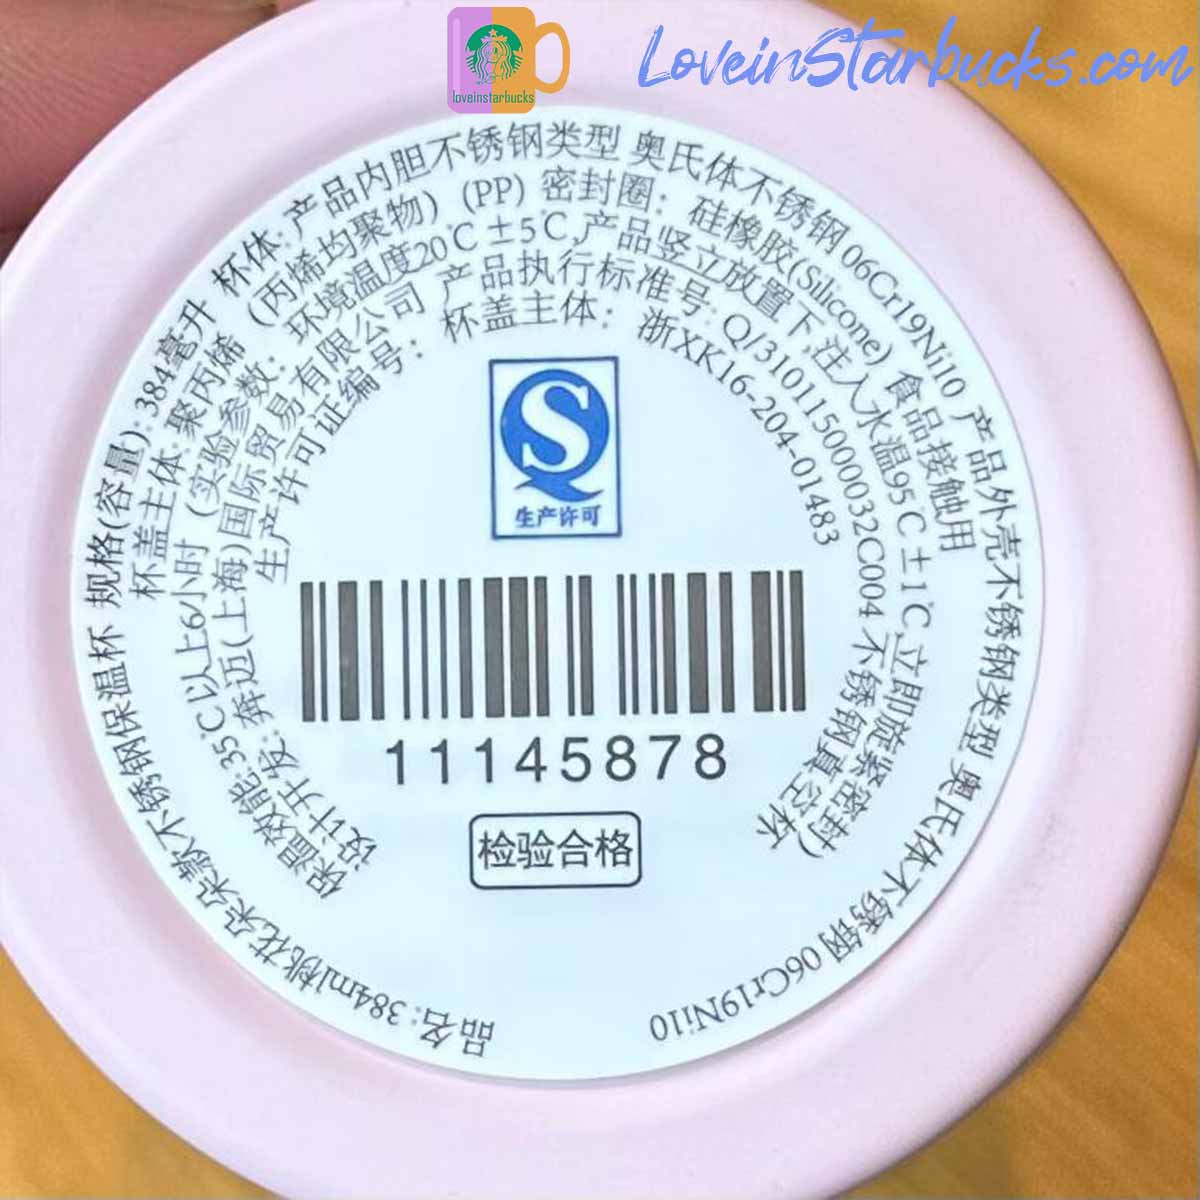 loveinstarbucks
LoveinStarbucks.com
品名:384ml桃花朵朵款不锈钢保温杯 规格(容量):384毫升 杯体:产品内胆不锈钢类型 奥氏体不锈钢 06Cr19Ni10 产品外壳不锈钢类型 奥氏体不锈钢 06Cr19Ni10
杯盖主体:聚丙烯 (丙烯均聚物) (PP) 密封圈: 硅橡胶(Silicone) 食品接触用
保温效能:35℃以上6小时 (实验参数: 环境温度20℃±5℃,产品竖立放置下,注入水温95℃±1℃立即旋紧密封)
设计开发:奔迈(上海)国际贸易有限公司 产品执行标准号:Q/310115000032C004 不锈钢真空杯
生产许可证编号: 杯盖主体: 浙XK16-204-01483
QS
生产许可
11145878
检验合格